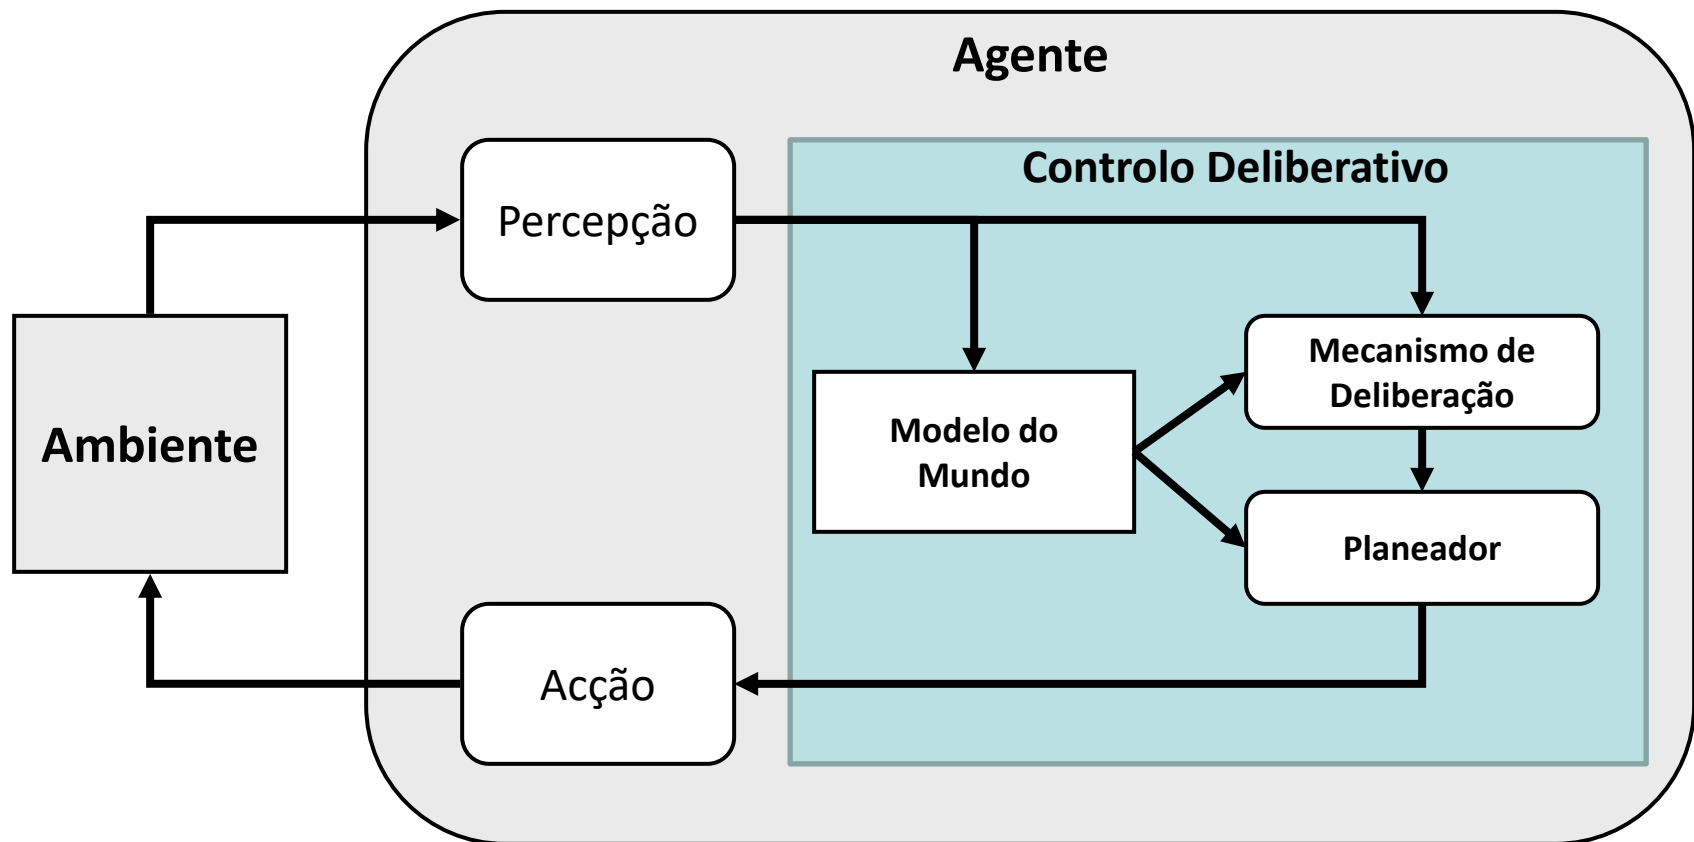 Agente
Controlo Deliberativo
Percepção
Mecanismo de
Deliberação
Ambiente
Modelo do
Mundo
Planeador
Acção